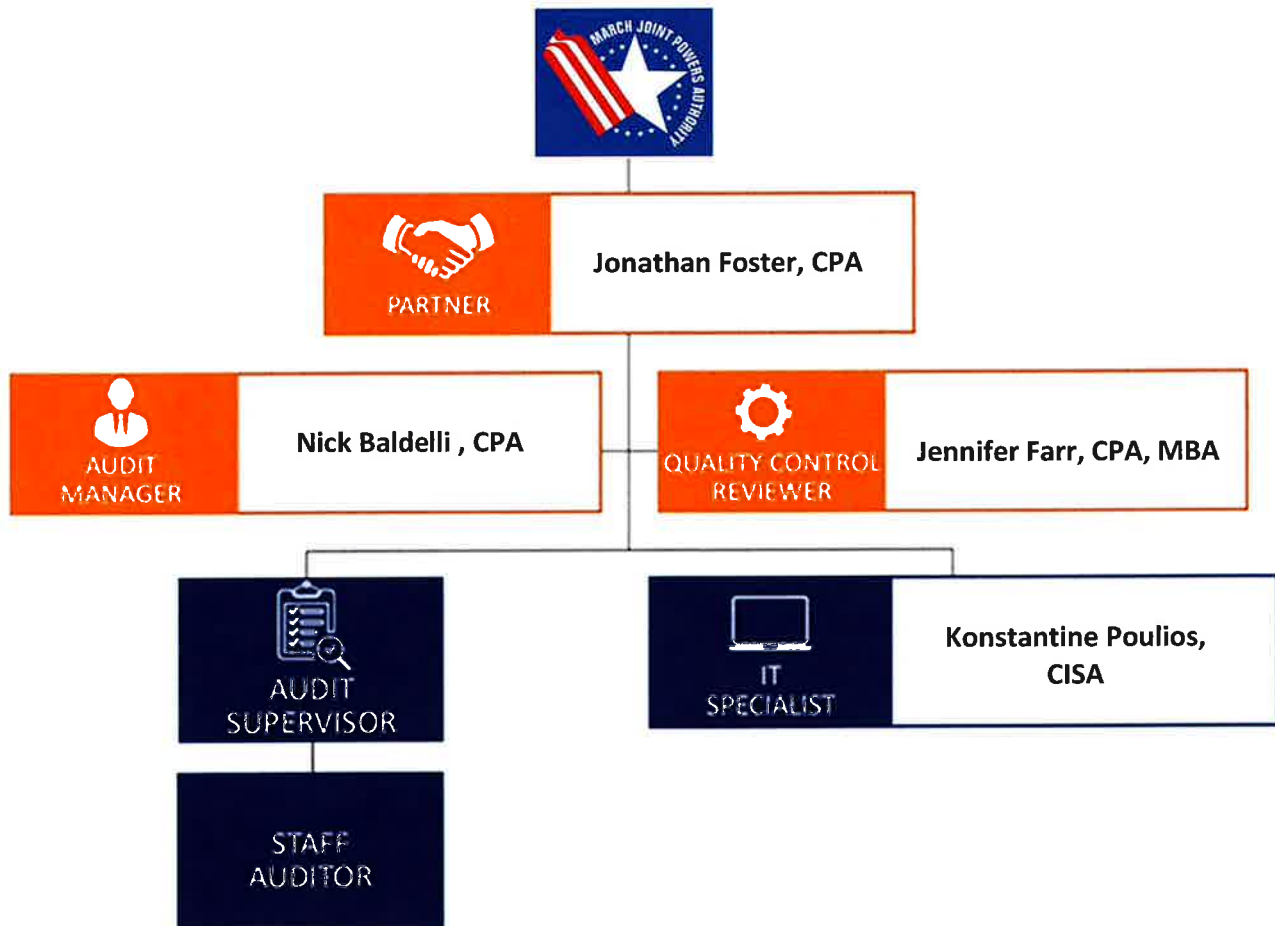 MARCH JOINT POWERS AUTHORITY
PARTNER
Jonathan Foster, CPA
AUDIT
MANAGER
Nick Baldelli , CPA
QUALITY CONTROL
REVIEWER
Jennifer Farr, CPA, MBA
AUDIT
SUPERVISOR
IT
SPECIALIST
Konstantine Poulios,
CISA
STAFF
AUDITOR